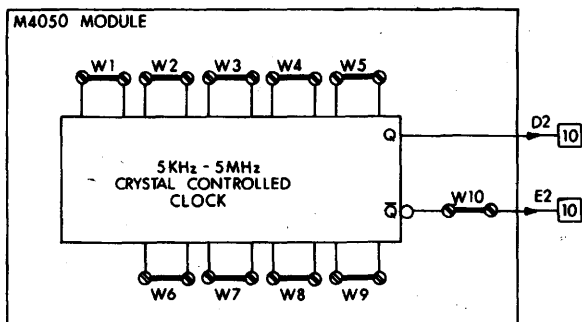 M4050 MODULE
W1 W2 W3 W4 W5
Q D2 10
5KHz - 5MHz
CRYSTAL CONTROLLED
CLOCK
Q̅ W10 E2 10
W6 W7 W8 W9